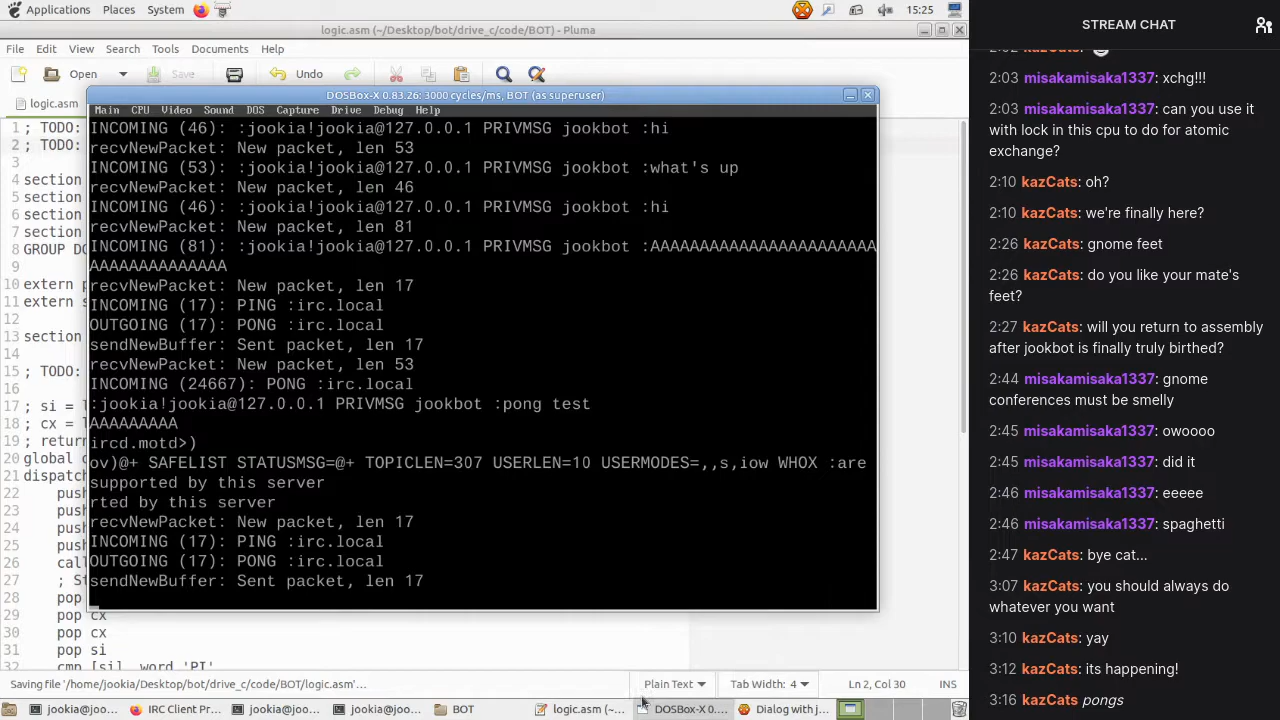 Applications Places System 15:25
logic.asm (~/Desktop/bot/drive_c/code/BOT) - Pluma
File Edit View Search Tools Documents Help
Open Save Undo
logic.asm
DOSBox-X 0.83.26: 3000 cycles/ms, BOT (as superuser)
Main CPU Video Sound DOS Capture Drive Debug Help
INCOMING (46): :jookia!jookia@127.0.0.1 PRIVMSG jookbot :hi
recvNewPacket: New packet, len 53
INCOMING (53): :jookia!jookia@127.0.0.1 PRIVMSG jookbot :what's up
recvNewPacket: New packet, len 46
INCOMING (46): :jookia!jookia@127.0.0.1 PRIVMSG jookbot :hi
recvNewPacket: New packet, len 81
INCOMING (81): :jookia!jookia@127.0.0.1 PRIVMSG jookbot :AAAAAAAAAAAAAAAAAAAAAAAA
AAAAAAAAAAAAAA
recvNewPacket: New packet, len 17
INCOMING (17): PING :irc.local
OUTGOING (17): PONG :irc.local
sendNewBuffer: Sent packet, len 17
recvNewPacket: New packet, len 53
INCOMING (24667): PONG :irc.local
:jookia!jookia@127.0.0.1 PRIVMSG jookbot :pong test
AAAAAAAAA
ircd.motd>)
ov)@+ SAFELIST STATUSMSG=@+ TOPICLEN=307 USERLEN=10 USERMODES=,,s,iow WHOX :are
supported by this server
rted by this server
recvNewPacket: New packet, len 17
INCOMING (17): PING :irc.local
OUTGOING (17): PONG :irc.local
sendNewBuffer: Sent packet, len 17
1 ; TODO:
2 ; TODO:
3
4 section
5 section
6 section
7 section
8 GROUP DO
9
10 extern p
11 extern s
12
13 section
14
15 ; TODO:
16
17 ; si = l
18 ; cx = l
19 ; return
20 global d
21 dispatch
22 push
23 push
24 push
25 push
26 call
27 ; St
28 pop
29 pop cx
30 pop cx
31 pop si
32 cmp [si], word 'PI'
Saving file '/home/jookia/Desktop/bot/drive_c/code/BOT/logic.asm'... Plain Text Tab Width: 4 Ln 2, Col 30 INS
jookia@joo... IRC Client Pr... jookia@joo... jookia@joo... BOT logic.asm (~... DOSBox-X 0.... Dialog with j...
STREAM CHAT
2:02 kazCats:
2:03 misakamisaka1337: xchg!!!
2:03 misakamisaka1337: can you use it
with lock in this cpu to do for atomic
exchange?
2:10 kazCats: oh?
2:10 kazCats: we're finally here?
2:26 kazCats: gnome feet
2:26 kazCats: do you like your mate's
feet?
2:27 kazCats: will you return to assembly
after jookbot is finally truly birthed?
2:44 misakamisaka1337: gnome
conferences must be smelly
2:45 misakamisaka1337: owoooo
2:45 misakamisaka1337: did it
2:46 misakamisaka1337: eeeee
2:46 misakamisaka1337: spaghetti
2:47 kazCats: bye cat...
3:07 kazCats: you should always do
whatever you want
3:10 kazCats: yay
3:12 kazCats: its happening!
3:16 kazCats pongs